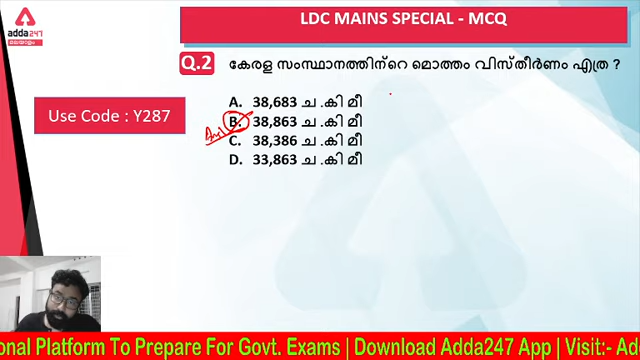 adda247
മലയാളം
LDC MAINS SPECIAL - MCQ
Q.2 കേരള സംസ്ഥാനത്തിന്റെ മൊത്തം വിസ്തീർണം എത്ര ?
Use Code : Y287
A. 38,683 ച .കി മീ
B. 38,863 ച .കി മീ
C. 38,386 ച .കി മീ
D. 33,863 ച .കി മീ
onal Platform To Prepare For Govt. Exams | Download Adda247 App | Visit:- Ad